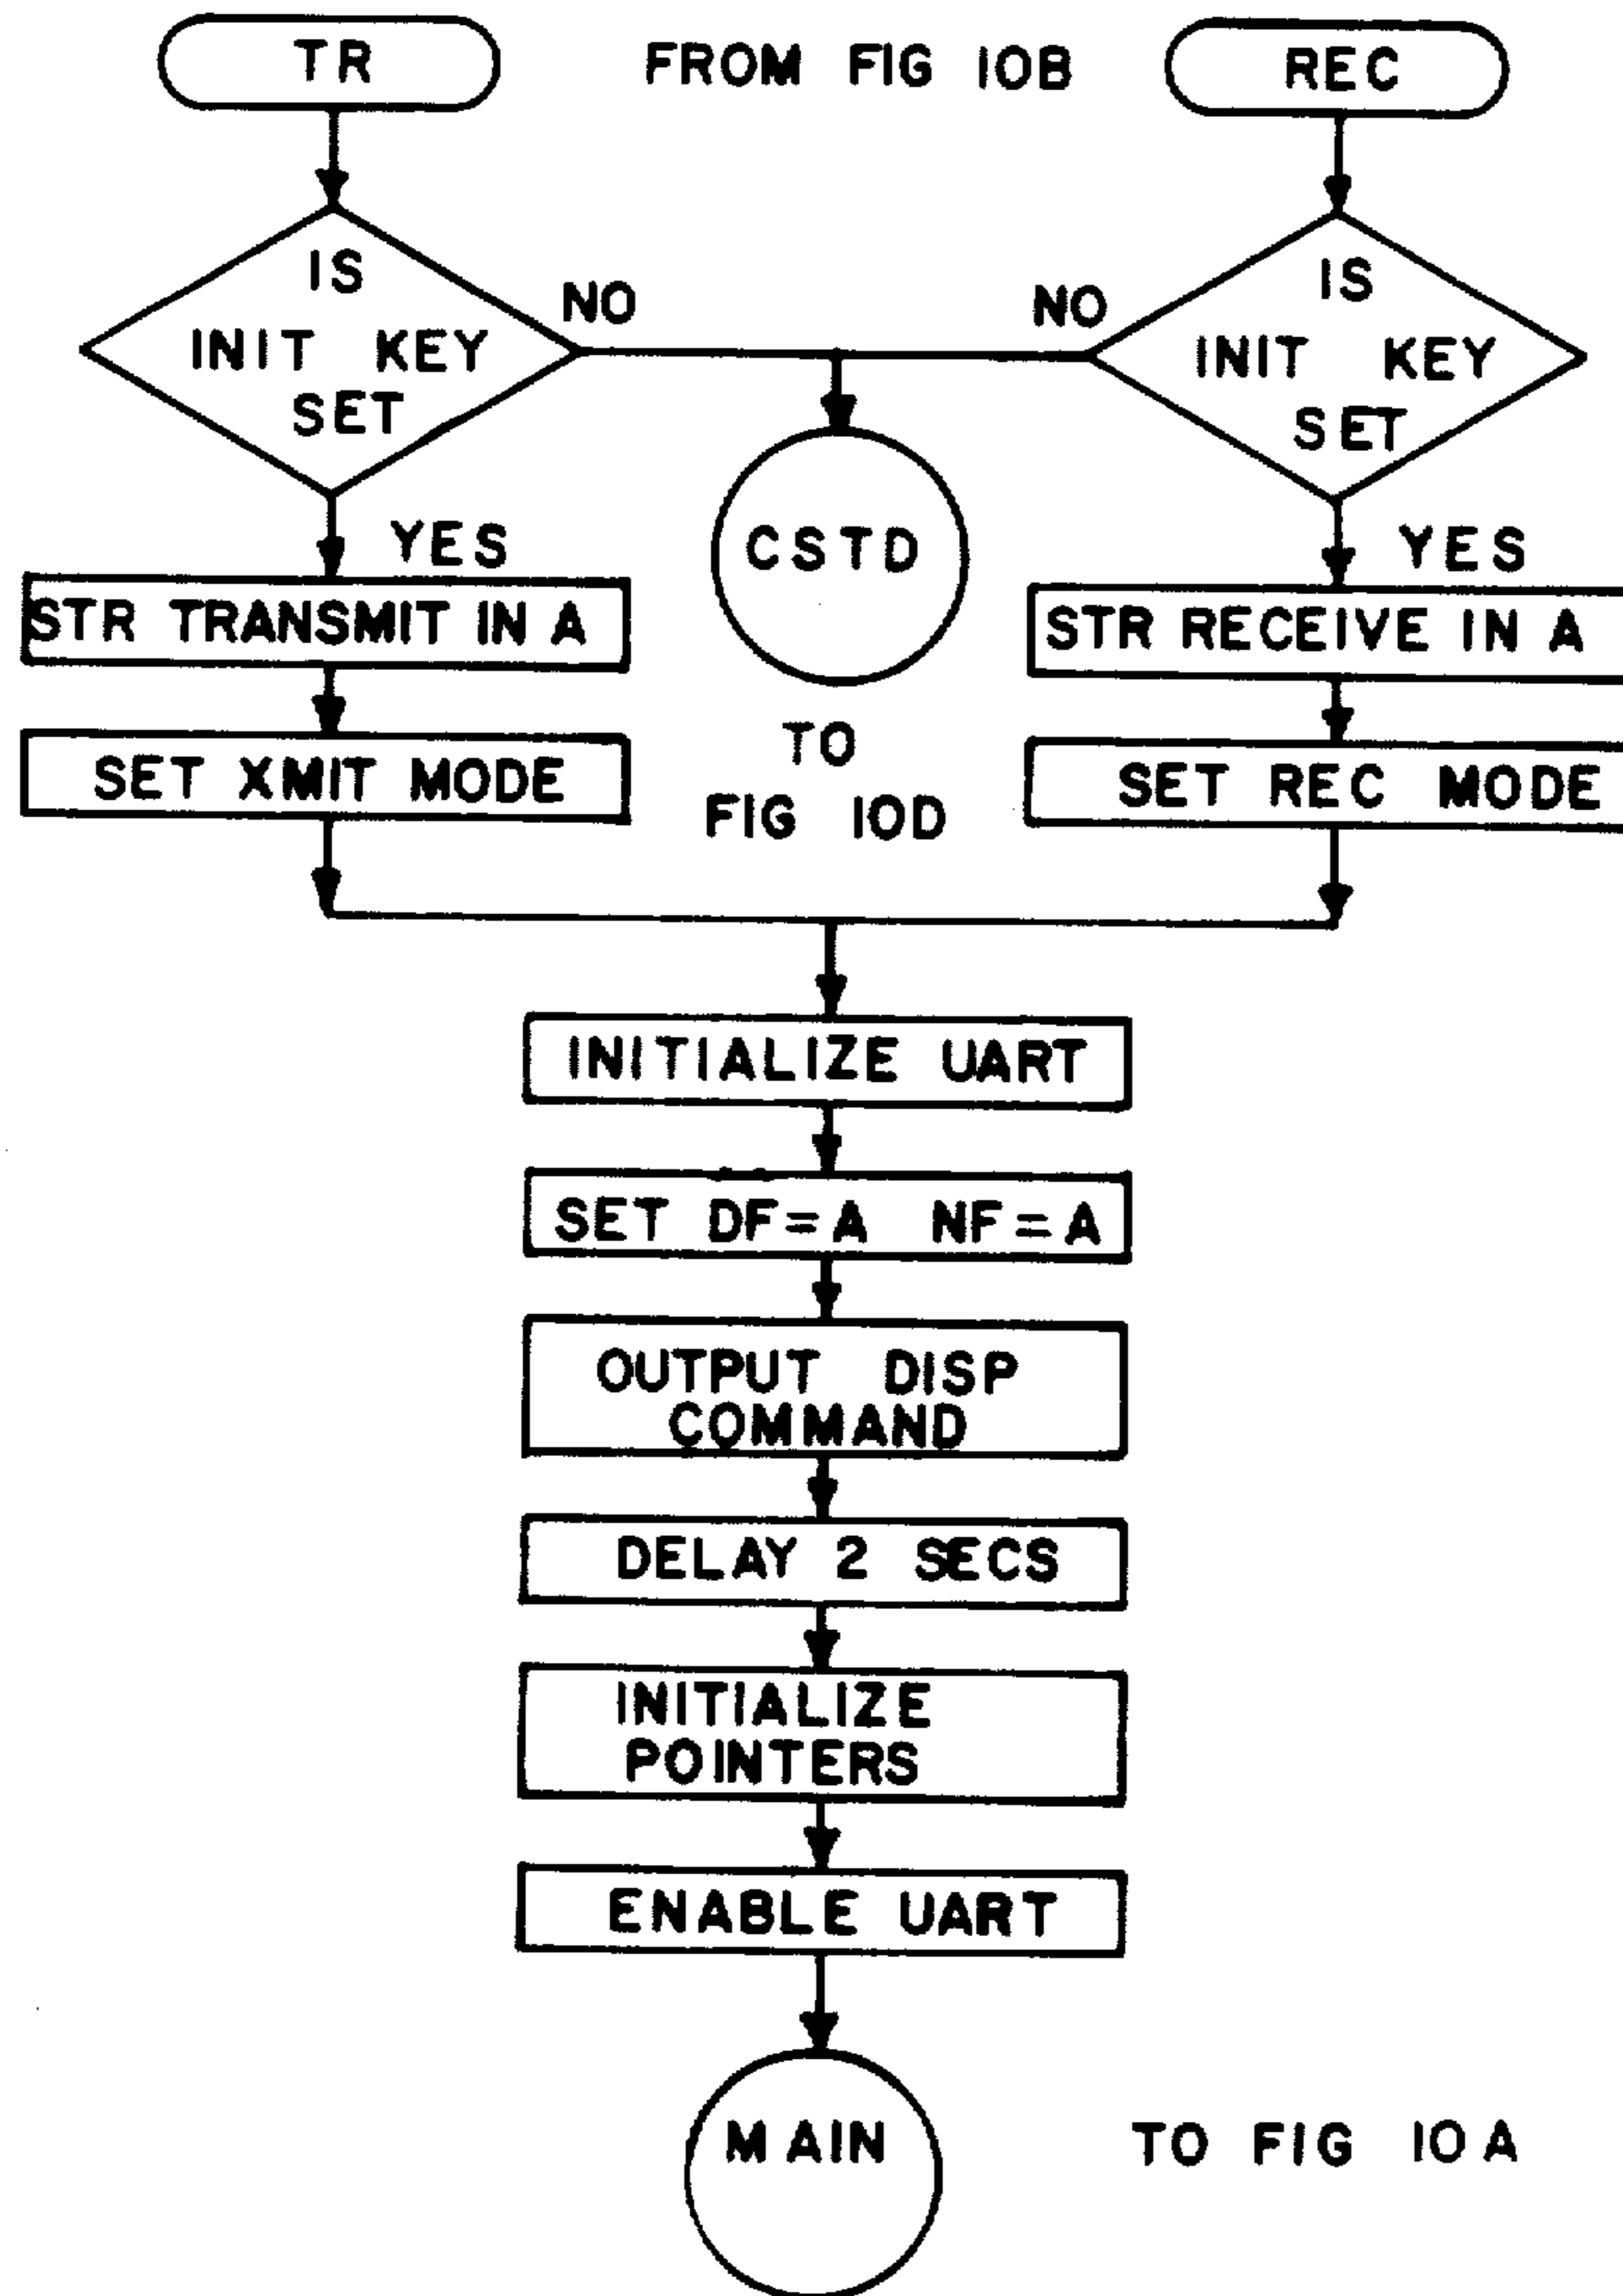 TR
FROM FIG 10B
REC
IS
INIT KEY
SET
NO
NO
IS
INIT KEY
SET
YES
CSTD
YES
STR TRANSMIT IN A
STR RECEIVE IN A
SET XMIT MODE
TO
FIG 10D
SET REC MODE
INITIALIZE UART
SET DF=A NF=A
OUTPUT DISP
COMMAND
DELAY 2 SECS
INITIALIZE
POINTERS
ENABLE UART
MAIN
TO FIG 10A